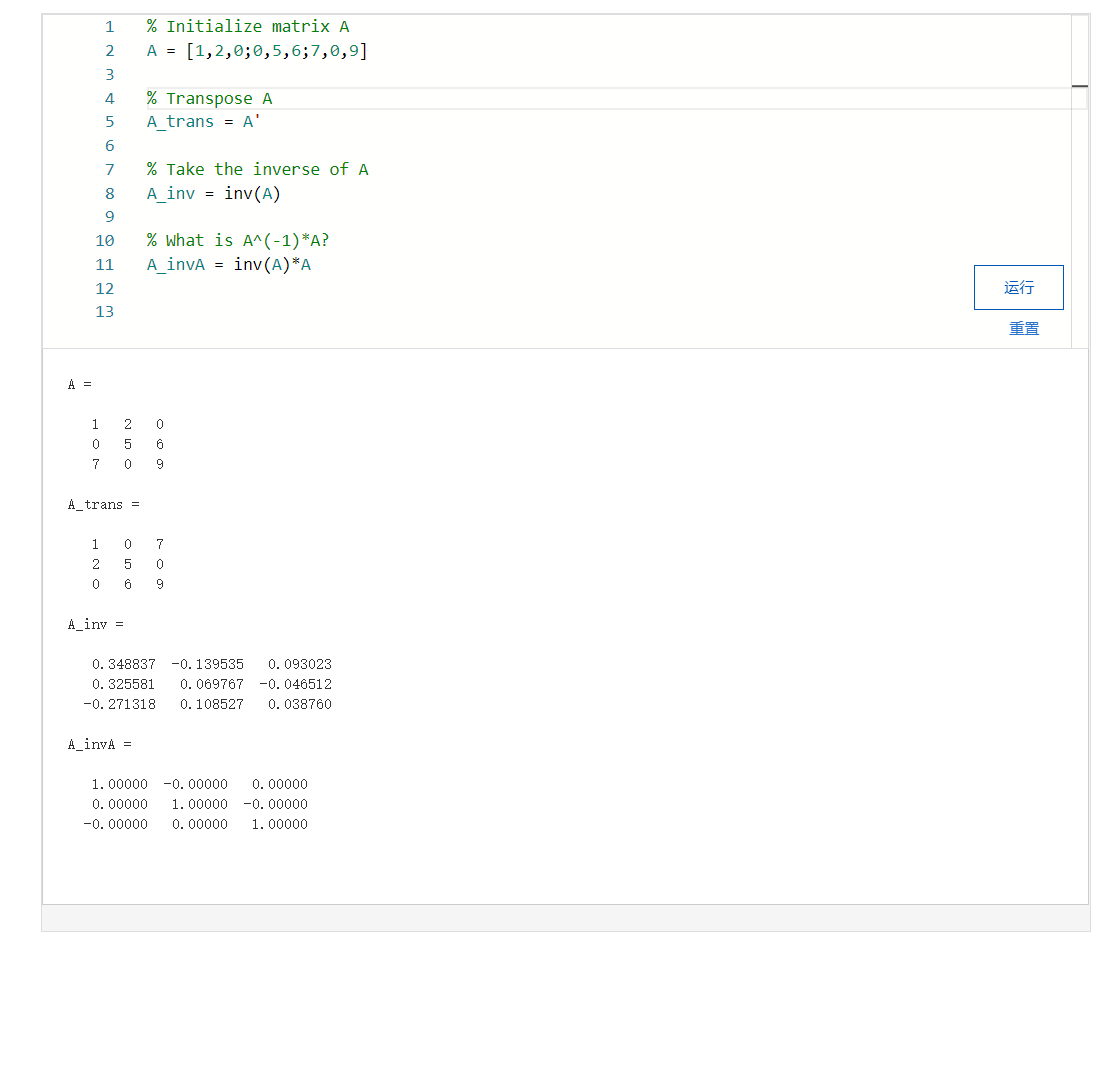 1 % Initialize matrix A
2 A = [1,2,0;0,5,6;7,0,9]
3
4 % Transpose A
5 A_trans = A'
6
7 % Take the inverse of A
8 A_inv = inv(A)
9
10 % What is A^(-1)*A?
11 A_invA = inv(A)*A
12
13
运行
重置
A =
1 2 0
0 5 6
7 0 9
A_trans =
1 0 7
2 5 0
0 6 9
A_inv =
0.348837 -0.139535 0.093023
0.325581 0.069767 -0.046512
-0.271318 0.108527 0.038760
A_invA =
1.00000 -0.00000 0.00000
0.00000 1.00000 -0.00000
-0.00000 0.00000 1.00000